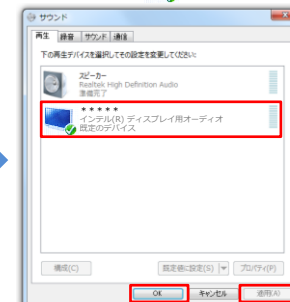 サウンド
再生 録音 サウンド 通信
下の再生デバイスを選択してその設定を変更してください:
スピーカー
Realtek High Definition Audio
準備完了
*****
インテル(R) ディスプレイ用オーディオ
既定のデバイス
構成(C) 既定値に設定(S) プロパティ(P)
OK キャンセル 適用(A)